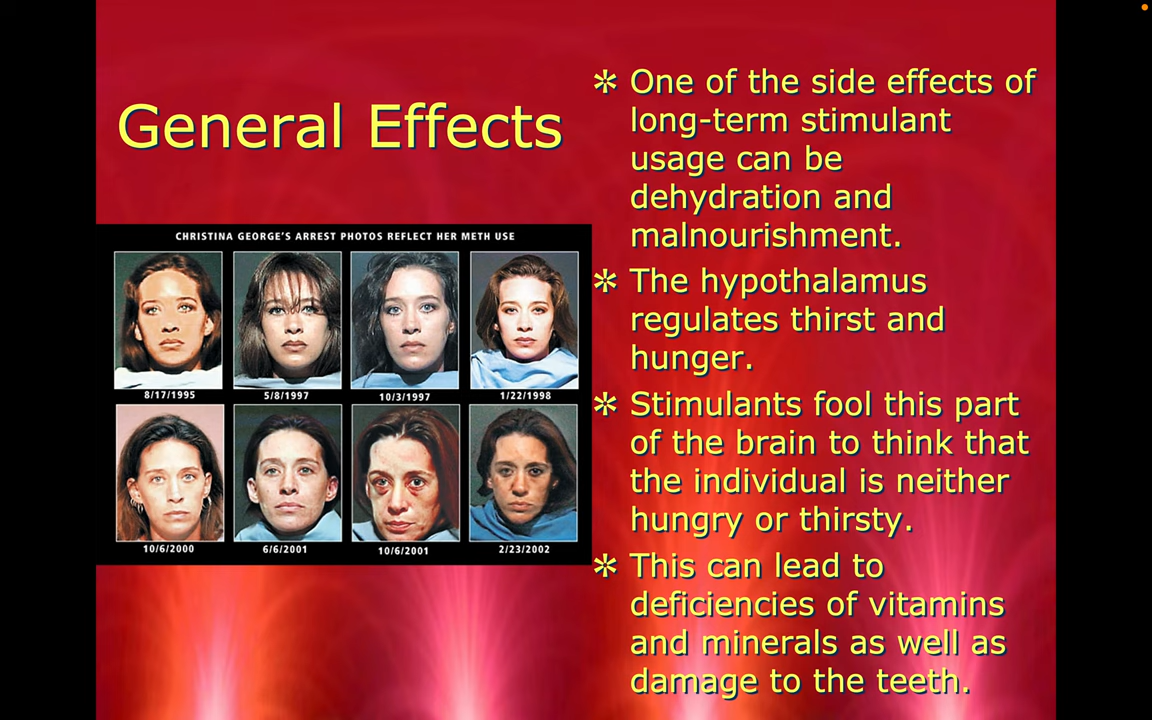 General Effects
CHRISTINA GEORGE'S ARREST PHOTOS REFLECT HER METH USE
8/17/1995
5/8/1997
10/3/1997
1/22/1998
10/6/2000
6/6/2001
10/6/2001
2/23/2002
✲ One of the side effects of
long-term stimulant
usage can be
dehydration and
malnourishment.
✲ The hypothalamus
regulates thirst and
hunger.
✲ Stimulants fool this part
of the brain to think that
the individual is neither
hungry or thirsty.
✲ This can lead to
deficiencies of vitamins
and minerals as well as
damage to the teeth.